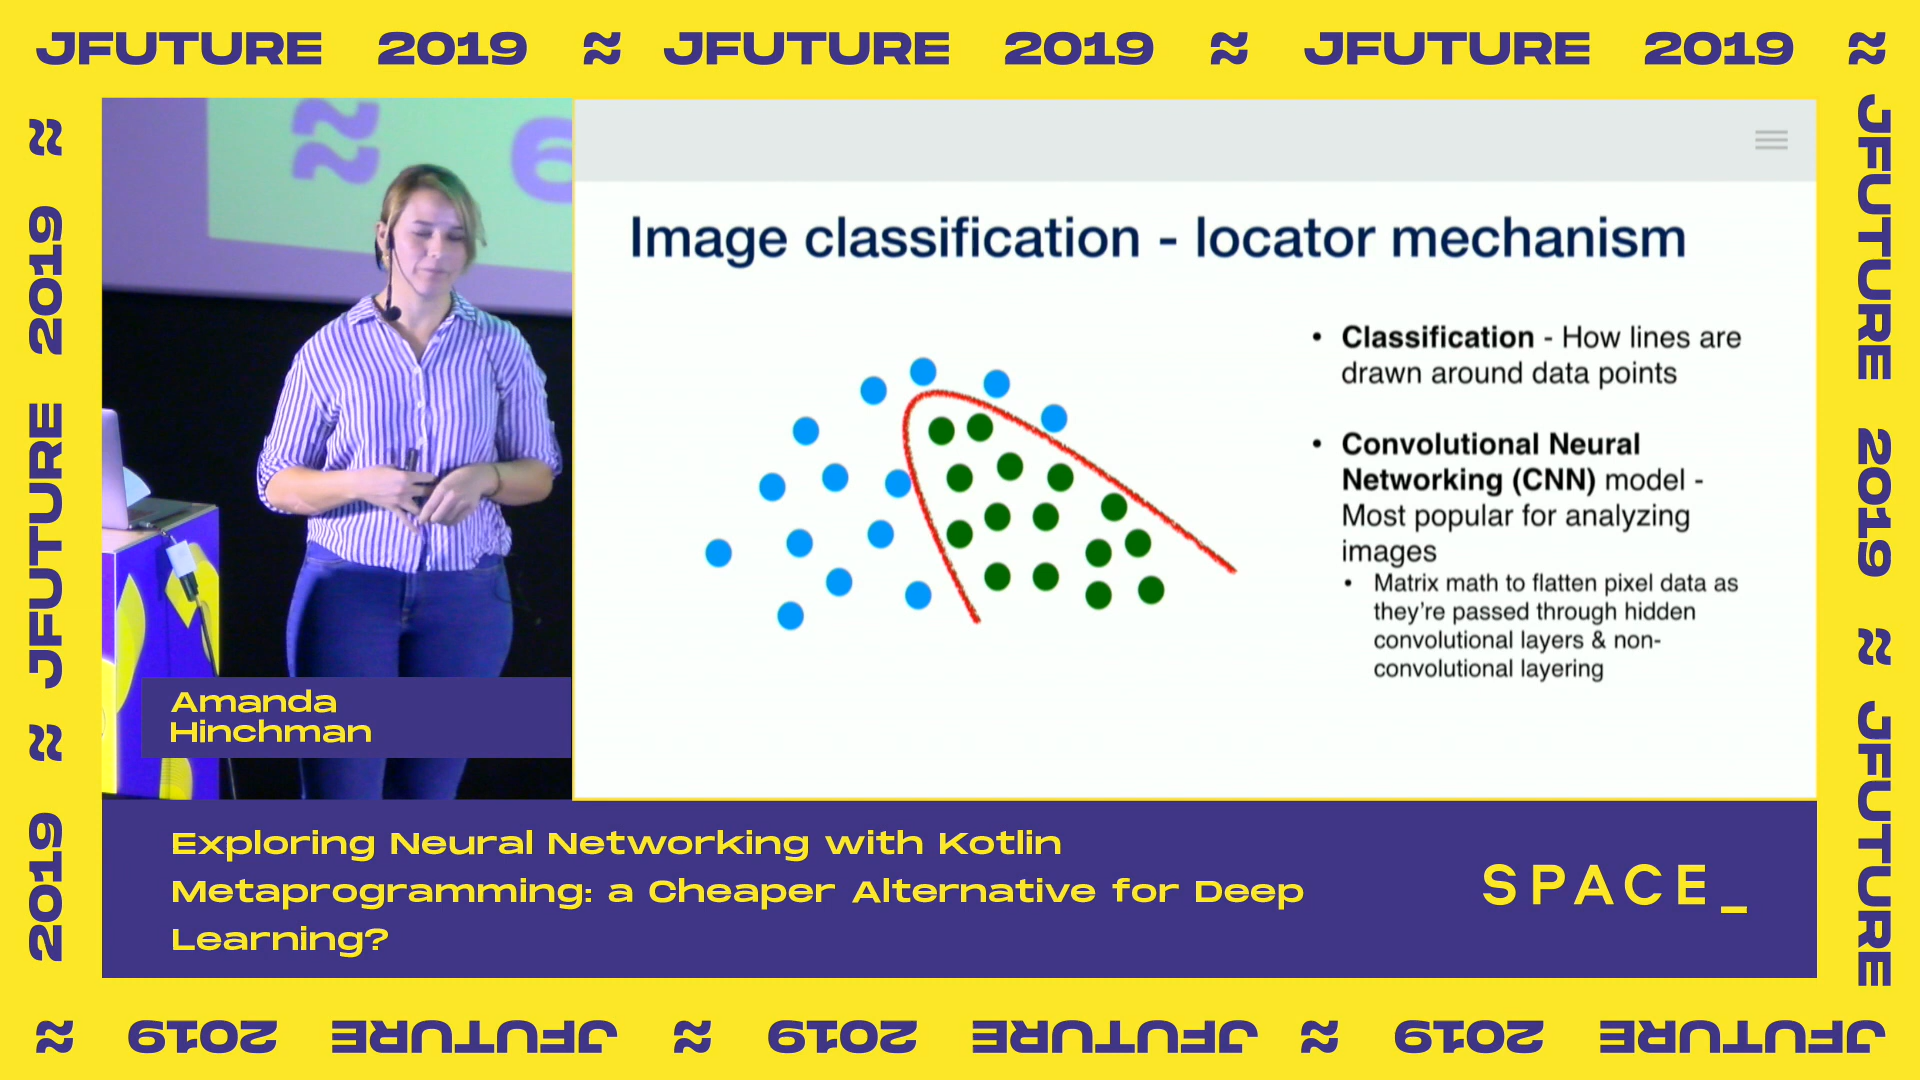 JFUTURE 2019 ≈ JFUTURE 2019 ≈ JFUTURE 2019 ≈
JFUTURE 2019 ≈ JFUTURE
2019 ≈ JFUTURE 2019 ≈
Image classification - locator mechanism
• Classification - How lines are
drawn around data points
• Convolutional Neural
Networking (CNN) model -
Most popular for analyzing
images
• Matrix math to flatten pixel data as
they're passed through hidden
convolutional layers & non-
convolutional layering
Amanda
Hinchman
Exploring Neural Networking with Kotlin
Metaprogramming: a Cheaper Alternative for Deep
Learning?
SPACE_
JFUTURE 2019 ≈ JFUTURE 2019 ≈ JFUTURE 2019 ≈